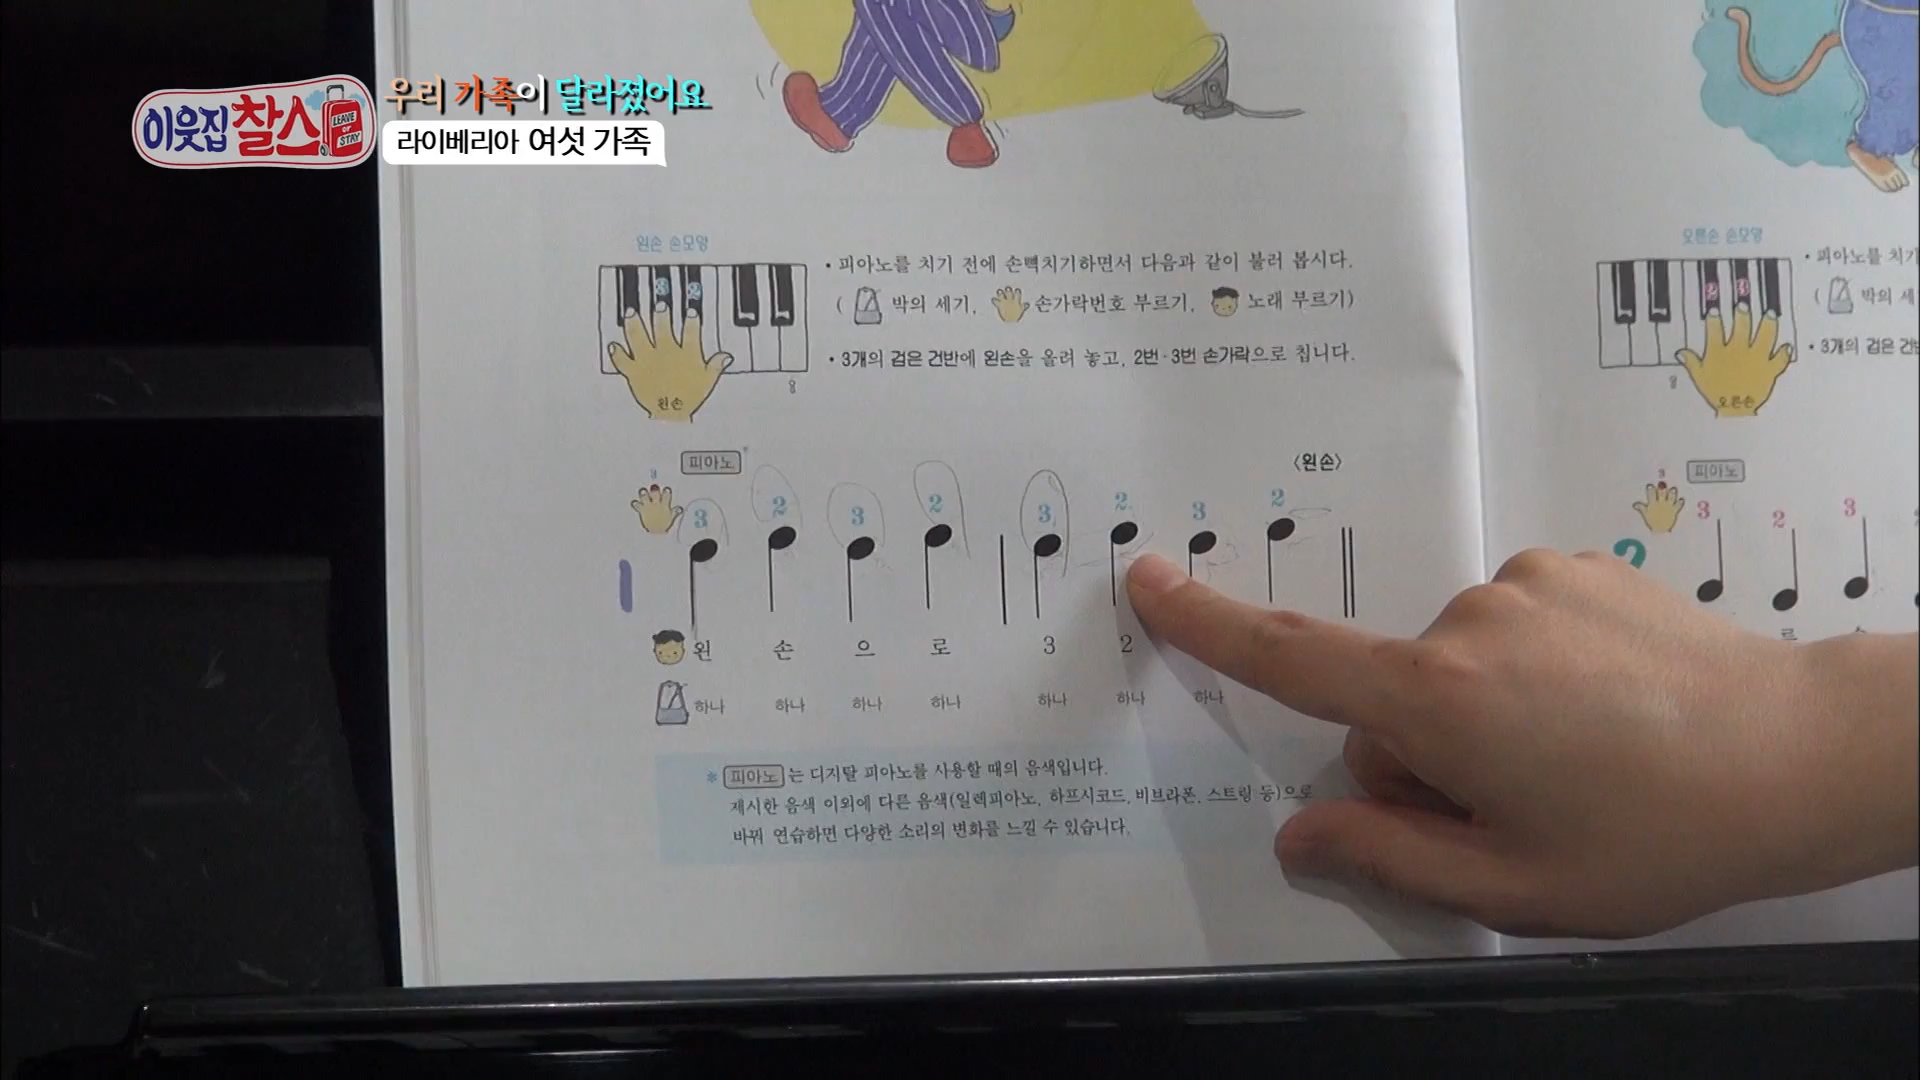 이웃집 찰스
LEAVE or STAY
우리 가족이 달라졌어요
라이베리아 여섯 가족
왼손 손모양
3 2
왼손
8
• 피아노를 치기 전에 손뼉치기하면서 다음과 같이 불러 봅시다.
( 박의 세기, 손가락번호 부르기, 노래 부르기)
• 3개의 검은 건반에 왼손을 올려 놓고, 2번·3번 손가락으로 칩니다.
피아노*
<왼손>
3
3 2 3 2 3 2 3 2
1
왼 손 으 로 3 2
하나 하나 하나 하나 하나 하나 하나
* 피아노 는 디지탈 피아노를 사용할 때의 음색입니다.
제시한 음색 이외에 다른 음색(일렉피아노, 하프시코드, 비브라폰, 스트링 등)으로
바꿔 연습하면 다양한 소리의 변화를 느낄 수 있습니다.
오른손 손모양
2 3
오른손
8
• 피아노를 치기
( 박의 세
• 3개의 검은 건반
피아노
3
3 2 3
2
르